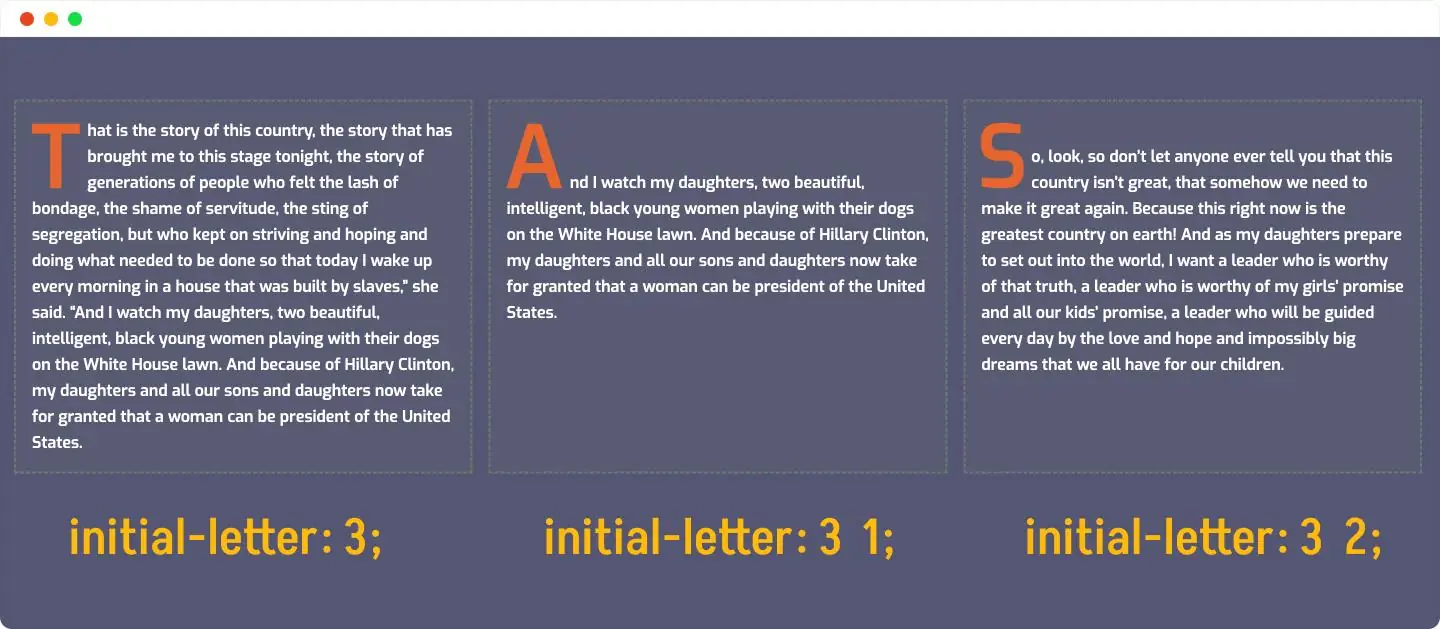 That is the story of this country, the story that has
brought me to this stage tonight, the story of
generations of people who felt the lash of
bondage, the shame of servitude, the sting of
segregation, but who kept on striving and hoping and
doing what needed to be done so that today I wake up
every morning in a house that was built by slaves,” she
said. “And I watch my daughters, two beautiful,
intelligent, black young women playing with their dogs
on the White House lawn. And because of Hillary Clinton,
my daughters and all our sons and daughters now take
for granted that a woman can be president of the United
States.
initial-letter: 3;
And I watch my daughters, two beautiful,
intelligent, black young women playing with their dogs
on the White House lawn. And because of Hillary Clinton,
my daughters and all our sons and daughters now take
for granted that a woman can be president of the United
States.
initial-letter: 3 1;
So, look, so don't let anyone ever tell you that this
country isn't great, that somehow we need to
make it great again. Because this right now is the
greatest country on earth! And as my daughters prepare
to set out into the world, I want a leader who is worthy
of that truth, a leader who is worthy of my girls' promise
and all our kids' promise, a leader who will be guided
every day by the love and hope and impossibly big
dreams that we all have for our children.
initial-letter: 3 2;